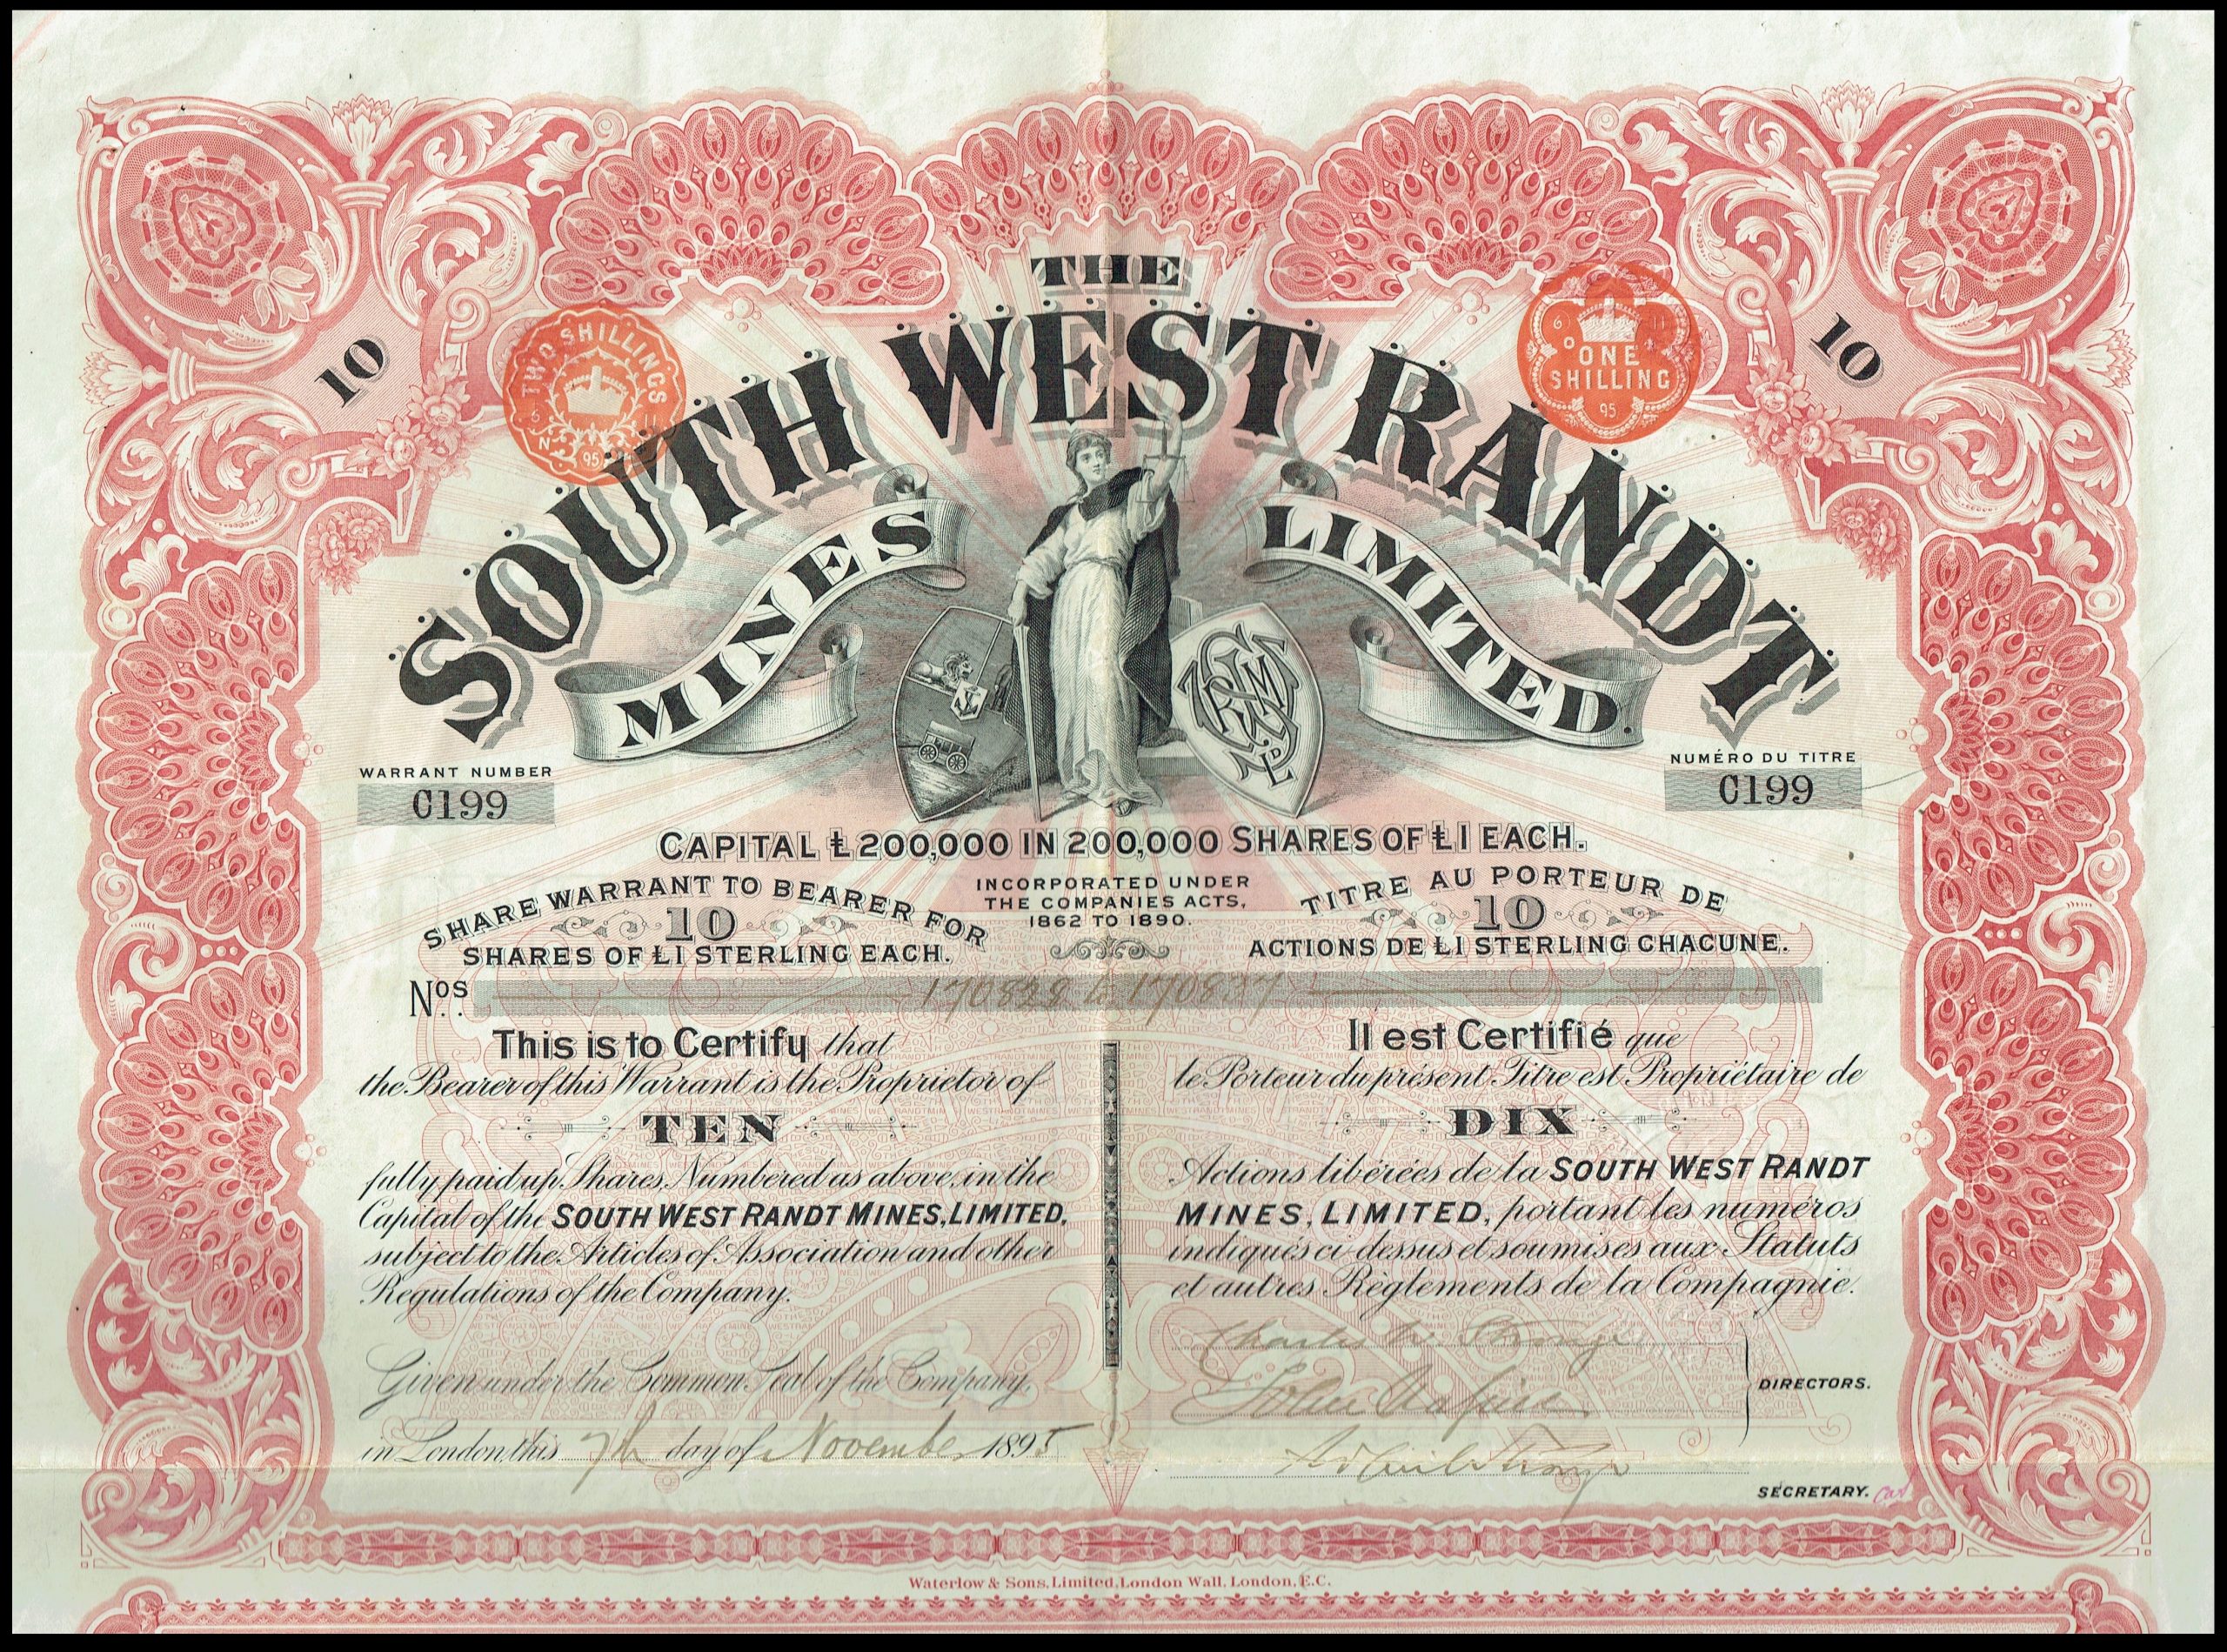 THE
SOUTH WEST RANDT
MINES LIMITED
10
10
TWO SHILLINGS
5 11
N 95
6 11
ONE
SHILLING
95
WARRANT NUMBER
C199
NUMÉRO DU TITRE
C199
CAPITAL £200,000 IN 200,000 SHARES OF £1 EACH.
SHARE WARRANT TO BEARER FOR
10
SHARES OF £1 STERLING EACH.
INCORPORATED UNDER
THE COMPANIES ACTS,
1862 TO 1890.
TITRE AU PORTEUR DE
10
ACTIONS DE £1 STERLING CHACUNE.
Nos. 170828 to 170837
This is to Certify that
the Bearer of this Warrant is the Proprietor of
TEN
fully paid up Shares, Numbered as above, in the
Capital of the SOUTH WEST RANDT MINES, LIMITED,
subject to the Articles of Association and other
Regulations of the Company.
Given under the Common Seal of the Company,
in London, this 7th day of November 1895
Il est Certifié que
le Porteur du présent Titre est Propriétaire de
DIX
Actions libérées de la SOUTH WEST RANDT
MINES, LIMITED, portant les numéros
indiqués ci dessus et soumises aux Statuts
et autres Règlements de la Compagnie.
Charles W.
DIRECTORS.
SECRETARY.
Waterlow & Sons, Limited, London Wall, London, E.C.